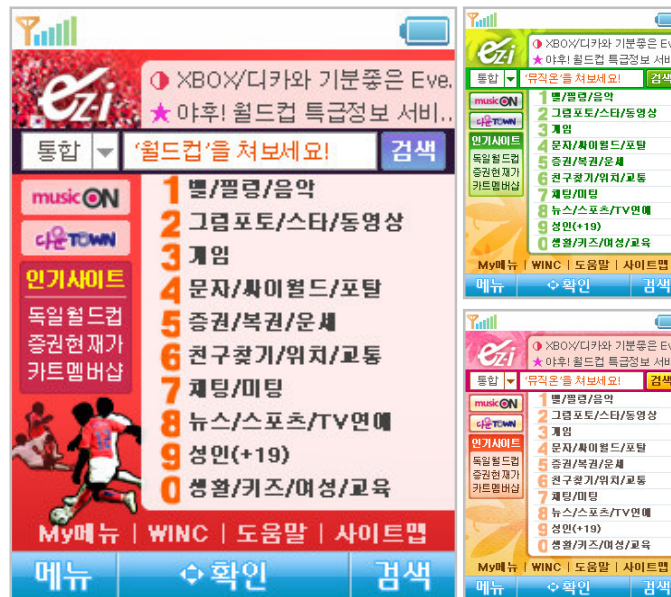 ez-i
XBOX/디카와 기분좋은 Eve.
★ 야후! 월드컵 특급정보 서비..
통합
'월드컵'을 쳐보세요!
검색
music ON
다운TOWN
인기사이트
독일월드컵
증권현재가
카트멤버샵
1 벨/필링/음악
2 그림포토/스타/동영상
3 게임
4 문자/싸이월드/포탈
5 증권/복권/운세
6 친구찾기/위치/교통
7 채팅/미팅
8 뉴스/스포츠/TV연예
9 성인(+19)
0 생활/키즈/여성/교육
My메뉴 | WINC | 도움말 | 사이트맵
메뉴
확인
검색
ez-i
XBOX/디카와 기분좋은 Ev
★ 야후! 월드컵 특급정보 서비
통합
'뮤직온'을 쳐보세요!
검색
music ON
다운TOWN
인기사이트
독일월드컵
증권현재가
카트멤버샵
1 벨/필링/음악
2 그림포토/스타/동영상
3 게임
4 문자/싸이월드/포탈
5 증권/복권/운세
6 친구찾기/위치/교통
7 채팅/미팅
8 뉴스/스포츠/TV연예
9 성인(+19)
0 생활/키즈/여성/교육
My메뉴 | WINC | 도움말 | 사이트맵
메뉴
확인
검색
ez-i
XBOX/디카와 기분좋은 Ev
★ 야후! 월드컵 특급정보 서비
통합
'뮤직온'을 쳐보세요!
검색
music ON
다운TOWN
인기사이트
독일월드컵
증권현재가
카트멤버샵
1 벨/필링/음악
2 그림포토/스타/동영상
3 게임
4 문자/싸이월드/포탈
5 증권/복권/운세
6 친구찾기/위치/교통
7 채팅/미팅
8 뉴스/스포츠/TV연예
9 성인(+19)
0 생활/키즈/여성/교육
My메뉴 | WINC | 도움말 | 사이트맵
메뉴
확인
검색